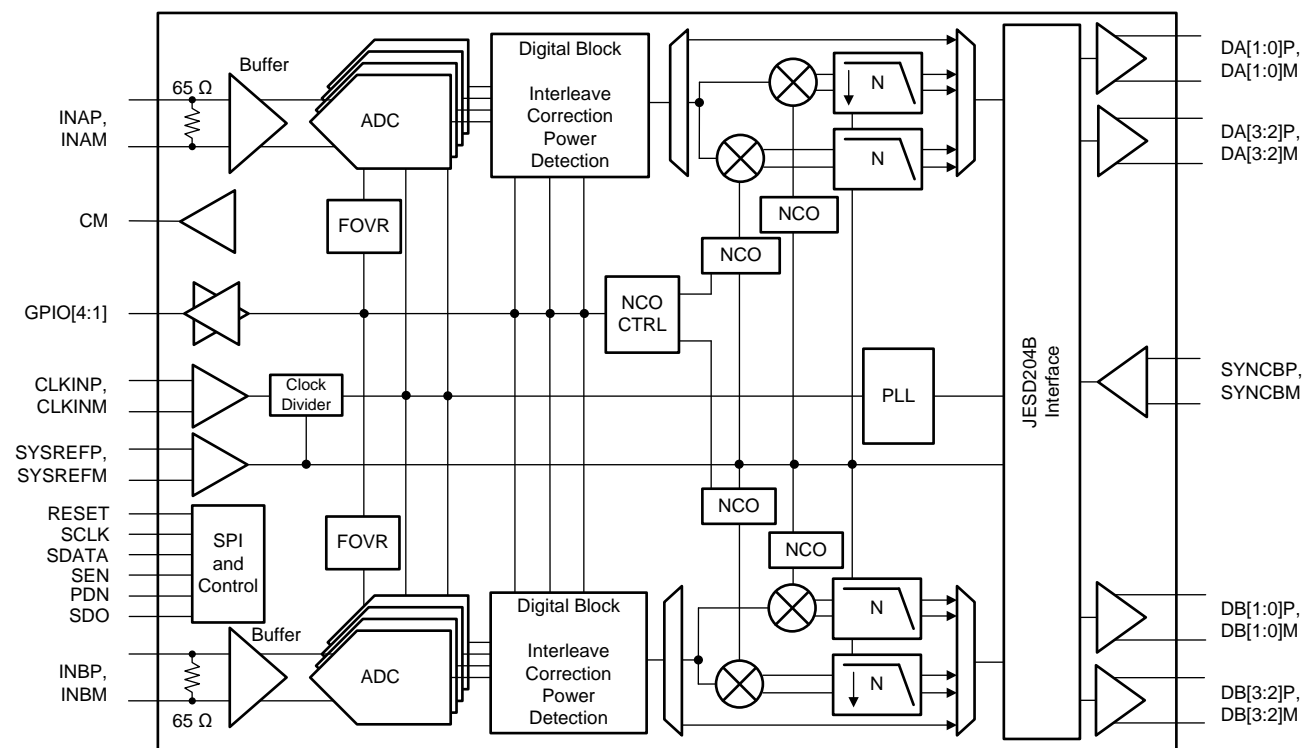 INAP,
INAM
CM
GPIO[4:1]
CLKINP,
CLKINM
SYSREFP,
SYSREFM
RESET
SCLK
SDATA
SEN
PDN
SDO
INBP,
INBM
65 Ω
Buffer
ADC
Digital Block
Interleave
Correction
Power
Detection
N
N
FOVR
NCO
NCO
NCO
CTRL
Clock
Divider
PLL
SPI
and
Control
FOVR
NCO
NCO
Buffer
65 Ω
ADC
Digital Block
Interleave
Correction
Power
Detection
N
N
JESD204B
Interface
DA[1:0]P,
DA[1:0]M
DA[3:2]P,
DA[3:2]M
SYNCBP,
SYNCBM
DB[1:0]P,
DB[1:0]M
DB[3:2]P,
DB[3:2]M